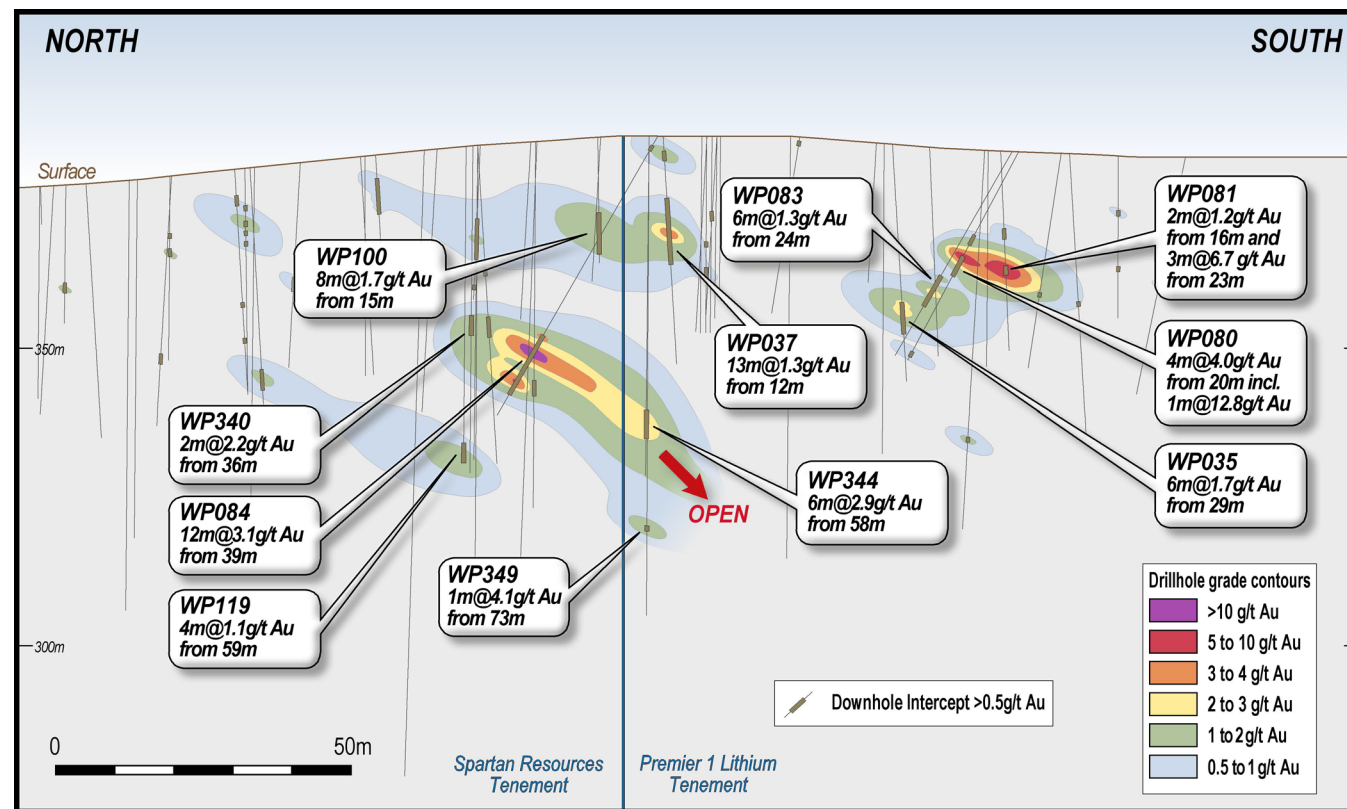 NORTH
SOUTH
Surface
WP083
6m@1.3g/t Au
from 24m
WP081
2m@1.2g/t Au
from 16m and
3m@6.7 g/t Au
from 23m
WP100
8m@1.7g/t Au
from 15m
WP037
13m@1.3g/t Au
from 12m
WP080
4m@4.0g/t Au
from 20m incl.
1m@12.8g/t Au
350m
WP340
2m@2.2g/t Au
from 36m
WP035
6m@1.7g/t Au
from 29m
WP344
6m@2.9g/t Au
from 58m
OPEN
WP084
12m@3.1g/t Au
from 39m
WP349
1m@4.1g/t Au
from 73m
WP119
4m@1.1g/t Au
from 59m
300m
Drillhole grade contours
>10 g/t Au
5 to 10 g/t Au
3 to 4 g/t Au
2 to 3 g/t Au
1 to 2 g/t Au
0.5 to 1 g/t Au
Downhole Intercept >0.5g/t Au
0
50m
Spartan Resources
Tenement
Premier 1 Lithium
Tenement